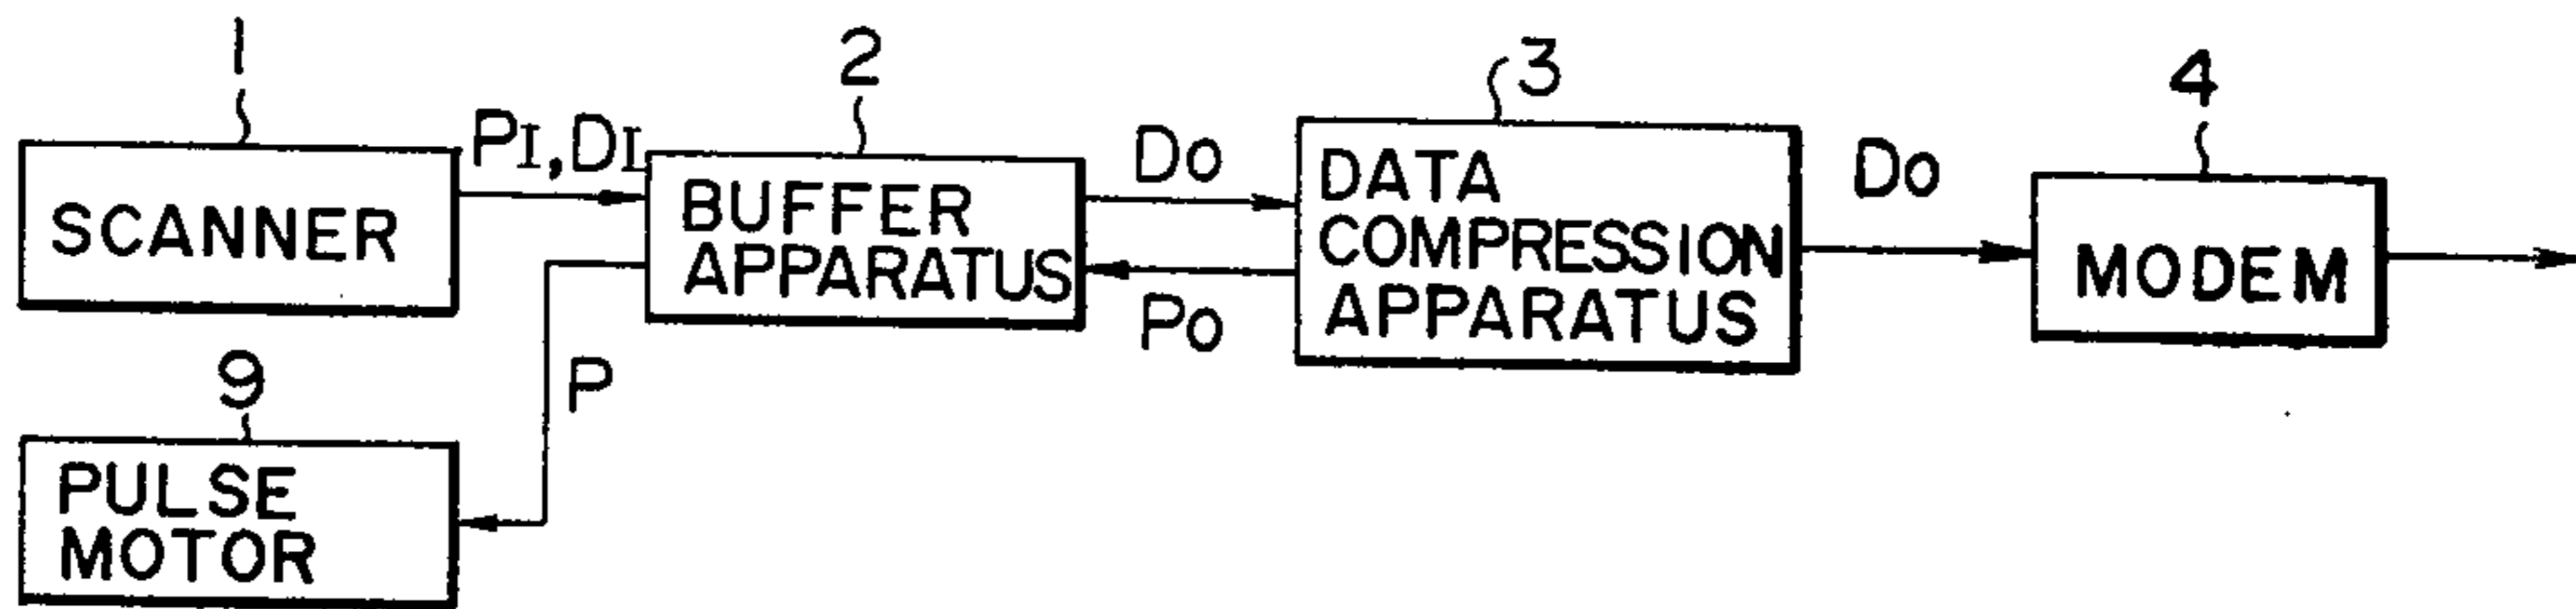 1
SCANNER
PI, DI
2
BUFFER
APPARATUS
Do
Po
3
DATA
COMPRESSION
APPARATUS
Do
4
MODEM
P
9
PULSE
MOTOR